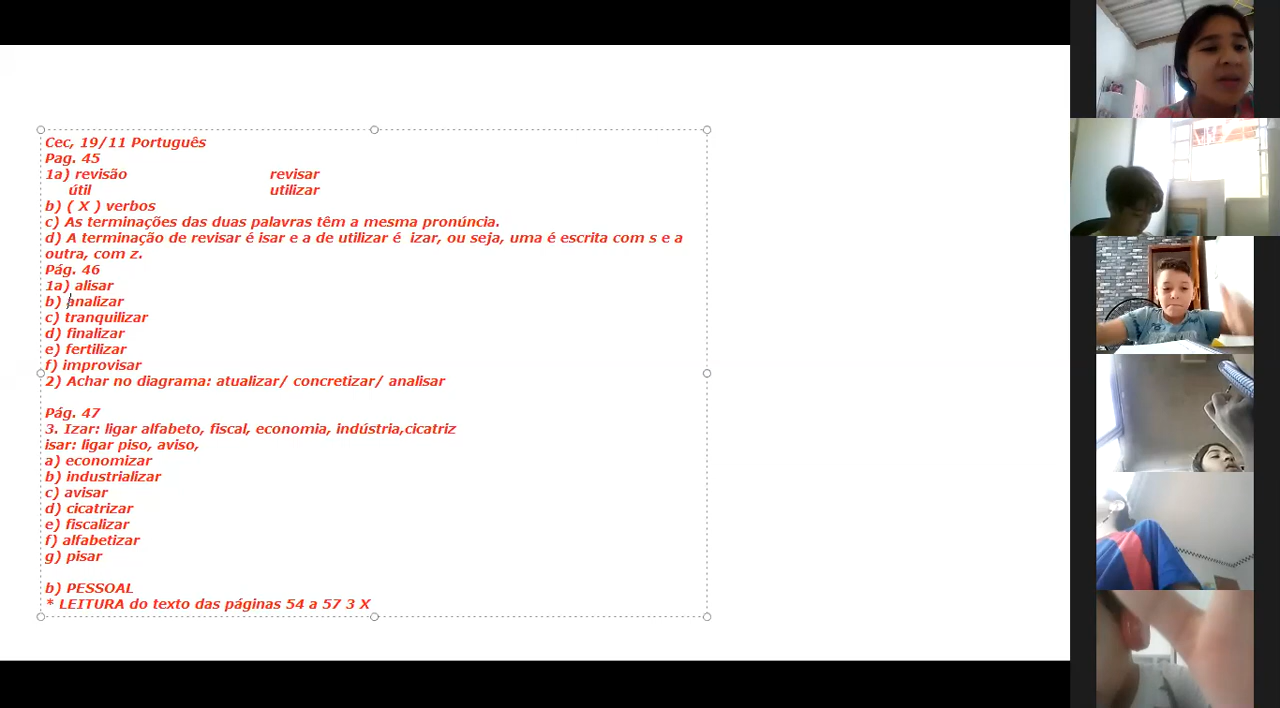 Cec, 19/11 Português
Pag. 45
1a) revisão revisar
útil utilizar
b) ( X ) verbos
c) As terminações das duas palavras têm a mesma pronúncia.
d) A terminação de revisar é isar e a de utilizar é izar, ou seja, uma é escrita com s e a
outra, com z.
Pág. 46
1a) alisar
b) analizar
c) tranquilizar
d) finalizar
e) fertilizar
f) improvisar
2) Achar no diagrama: atualizar/ concretizar/ analisar
Pág. 47
3. Izar: ligar alfabeto, fiscal, economia, indústria,cicatriz
isar: ligar piso, aviso,
a) economizar
b) industrializar
c) avisar
d) cicatrizar
e) fiscalizar
f) alfabetizar
g) pisar
b) PESSOAL
* LEITURA do texto das páginas 54 a 57 3 X